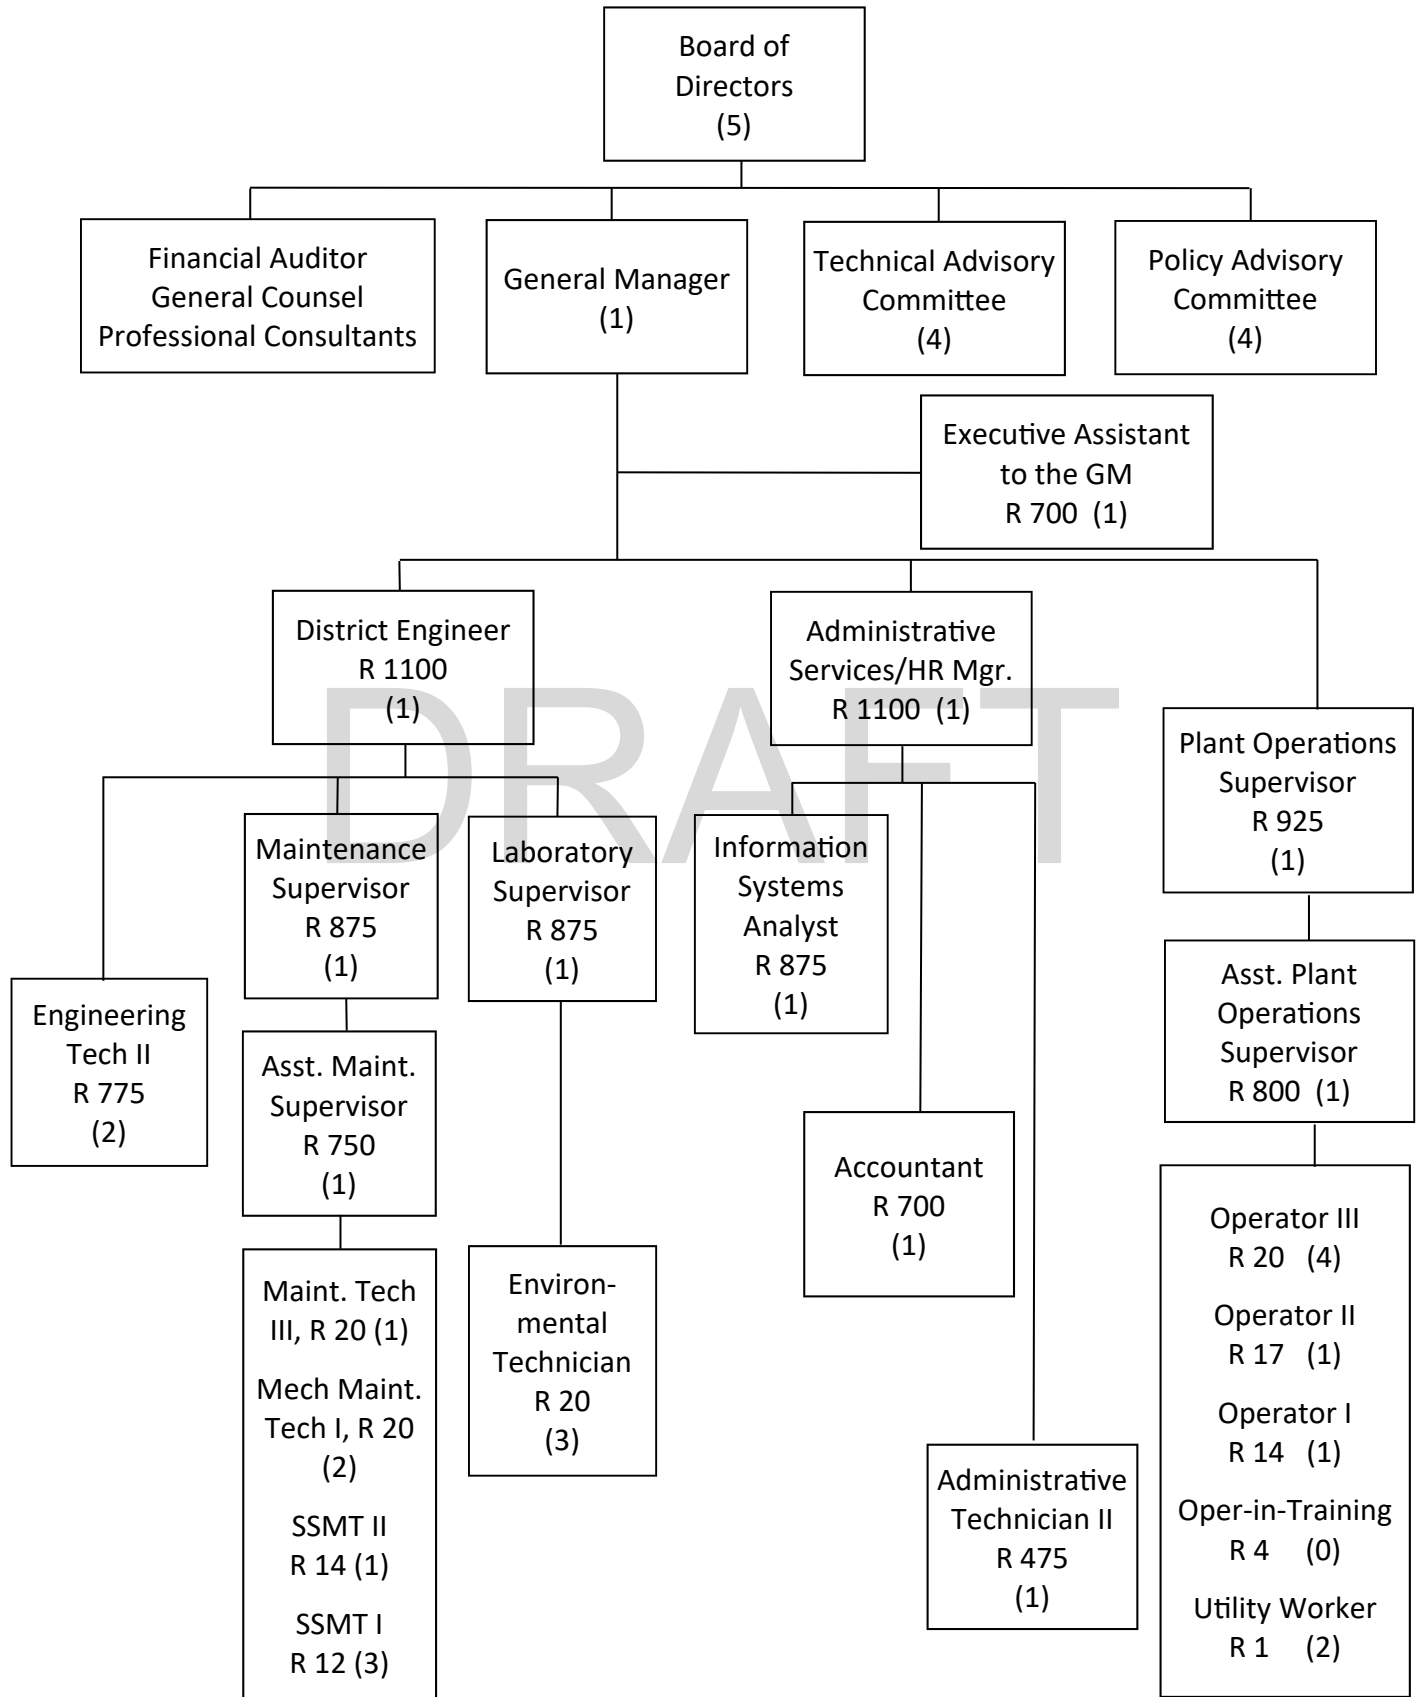 Board of
Directors
(5)
Financial Auditor
General Counsel
Professional Consultants
General Manager
(1)
Technical Advisory
Committee
(4)
Policy Advisory
Committee
(4)
Executive Assistant
to the GM
R 700 (1)
District Engineer
R 1100
(1)
Administrative
Services/HR Mgr.
R 1100 (1)
Plant Operations
Supervisor
R 925
(1)
DRAFT
Maintenance
Supervisor
R 875
(1)
Laboratory
Supervisor
R 875
(1)
Information
Systems
Analyst
R 875
(1)
Asst. Plant
Operations
Supervisor
R 800 (1)
Engineering
Tech II
R 775
(2)
Asst. Maint.
Supervisor
R 750
(1)
Accountant
R 700
(1)
Operator III
R 20 (4)
Operator II
R 17 (1)
Operator I
R 14 (1)
Oper-in-Training
R 4 (0)
Utility Worker
R 1 (2)
Maint. Tech
III, R 20 (1)
Mech Maint.
Tech I, R 20
(2)
SSMT II
R 14 (1)
SSMT I
R 12 (3)
Environ-
mental
Technician
R 20
(3)
Administrative
Technician II
R 475
(1)